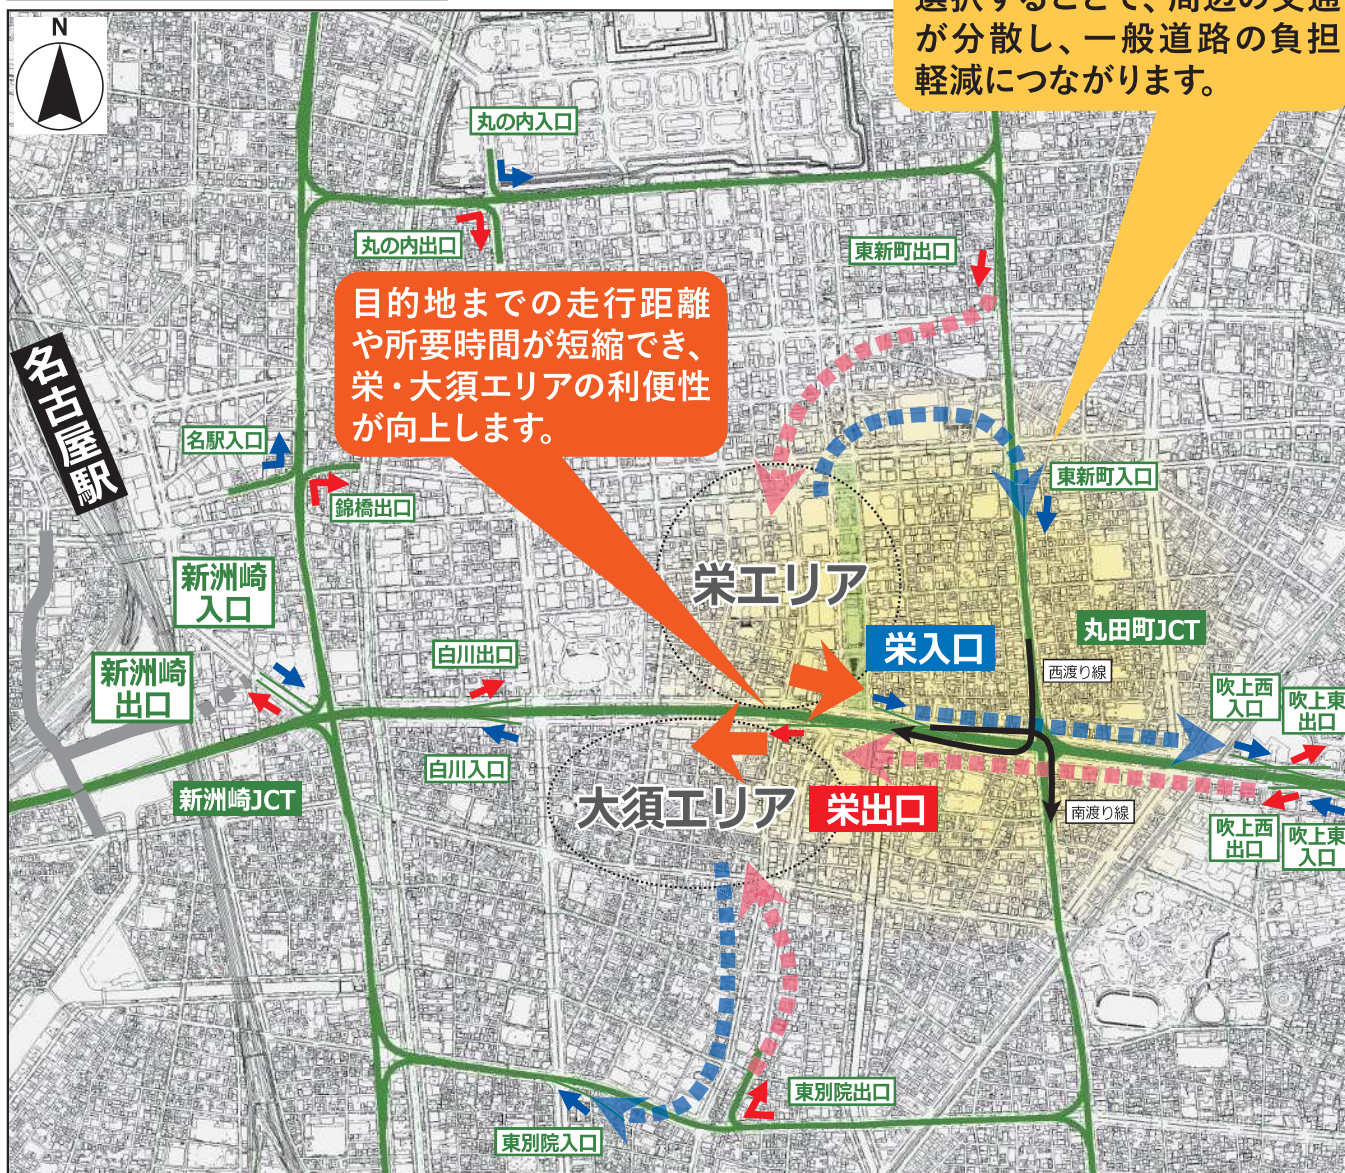 選択することで、周辺の交通
が分散し、一般道路の負担
軽減につながります。
N
丸の内入口
丸の内出口
東新町出口
目的地までの走行距離
や所要時間が短縮でき、
栄・大須エリアの利便性
が向上します。
名古屋駅
名駅入口
錦橋出口
東新町入口
新洲崎
入口
栄エリア
丸田町JCT
栄入口
白川出口
西渡り線
新洲崎
出口
吹上西
入口
吹上東
出口
白川入口
新洲崎JCT
大須エリア
栄出口
南渡り線
吹上西
出口
吹上東
入口
東別院出口
東別院入口